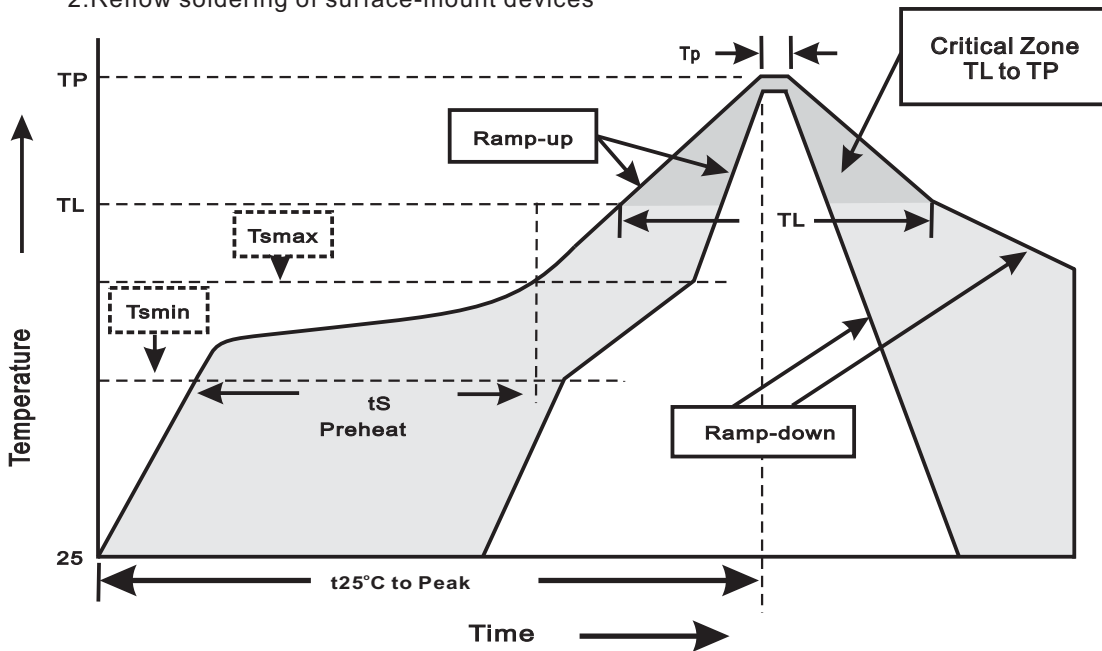 2.Reflow soldering of surface-mount devices
Tp
Critical Zone
TL to TP
TP
Ramp-up
TL
TL
Tsmax
Tsmin
Temperature
tS
Preheat
Ramp-down
25
t25°C to Peak
Time